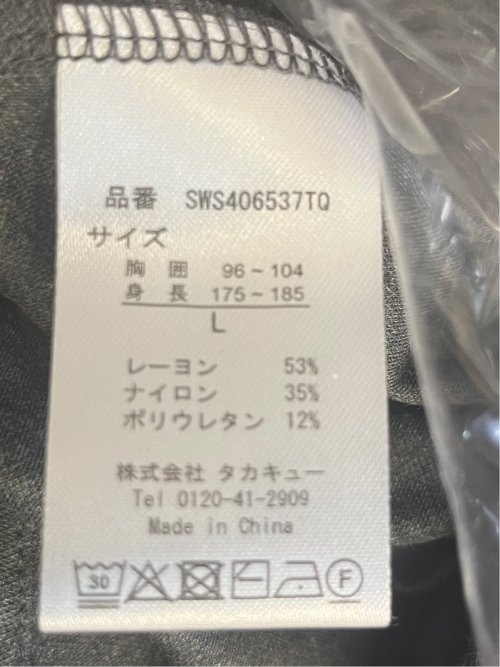 品番 SWS406537TQ
サイズ
胸囲 96~104
身長 175~185
L
レーヨン 53%
ナイロン 35%
ポリウレタン 12%
株式会社 タカキュー
Tel 0120-41-2909
Made in China
30 F